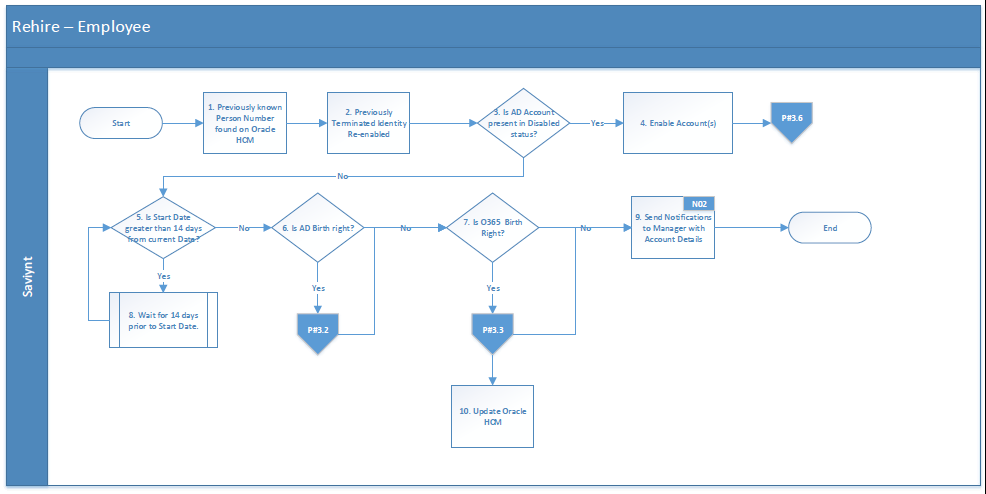 Rehire – Employee
Saviynt
Start
1. Previously known
Person Number
found on Oracle
HCM
2. Previously
Terminated Identity
Re-enabled
3. Is AD Account
present in Disabled
status?
Yes
4. Enable Account(s)
P#3.6
No
5. Is Start Date
greater than 14 days
from current Date?
No
6. Is AD Birth right?
No
7. Is O365 Birth
Right?
No
N02
9. Send Notifications
to Manager with
Account Details
End
Yes
Yes
Yes
8. Wait for 14 days
prior to Start Date.
P#3.2
P#3.3
10. Update Oracle
HCM